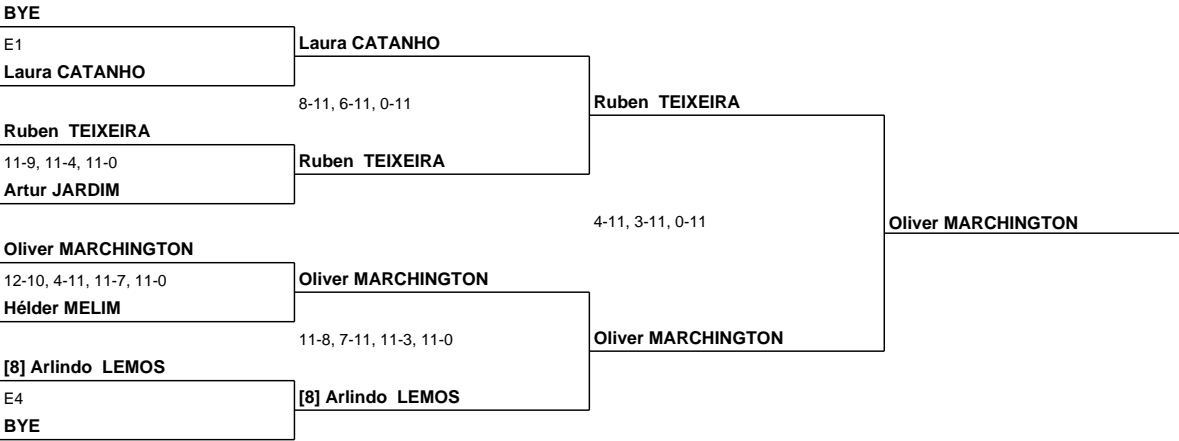 BYE
E1
Laura CATANHO
Laura CATANHO
8-11, 6-11, 0-11
Ruben TEIXEIRA
Ruben TEIXEIRA
11-9, 11-4, 11-0
Artur JARDIM
Ruben TEIXEIRA
4-11, 3-11, 0-11
Oliver MARCHINGTON
Oliver MARCHINGTON
12-10, 4-11, 11-7, 11-0
Hélder MELIM
Oliver MARCHINGTON
11-8, 7-11, 11-3, 11-0
Oliver MARCHINGTON
[8] Arlindo LEMOS
E4
BYE
[8] Arlindo LEMOS